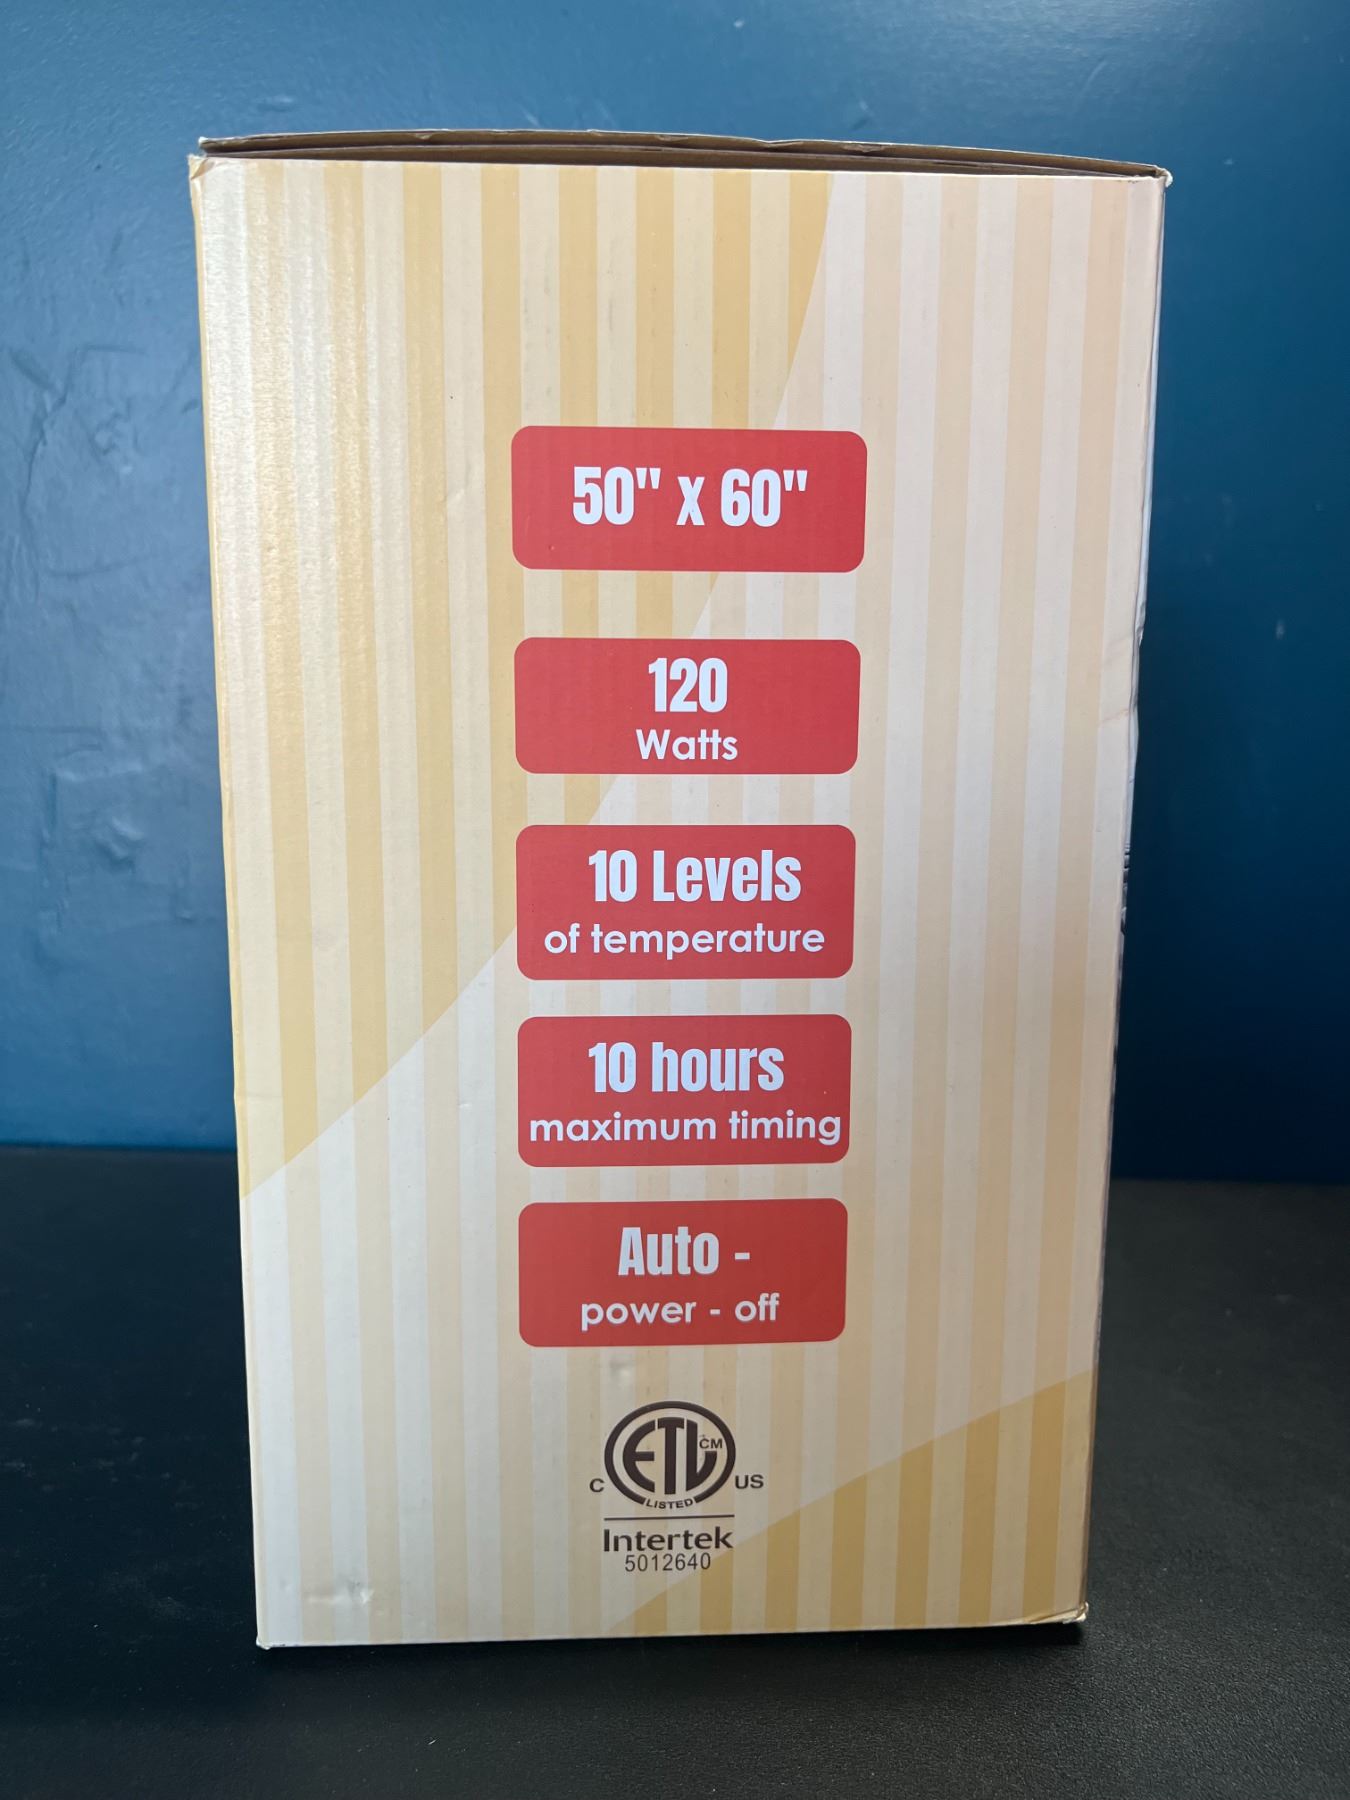 50" x 60"
120
Watts
10 Levels
of temperature
10 hours
maximum timing
Auto -
power - off
ETL CM
C US
LISTED
Intertek
5012640